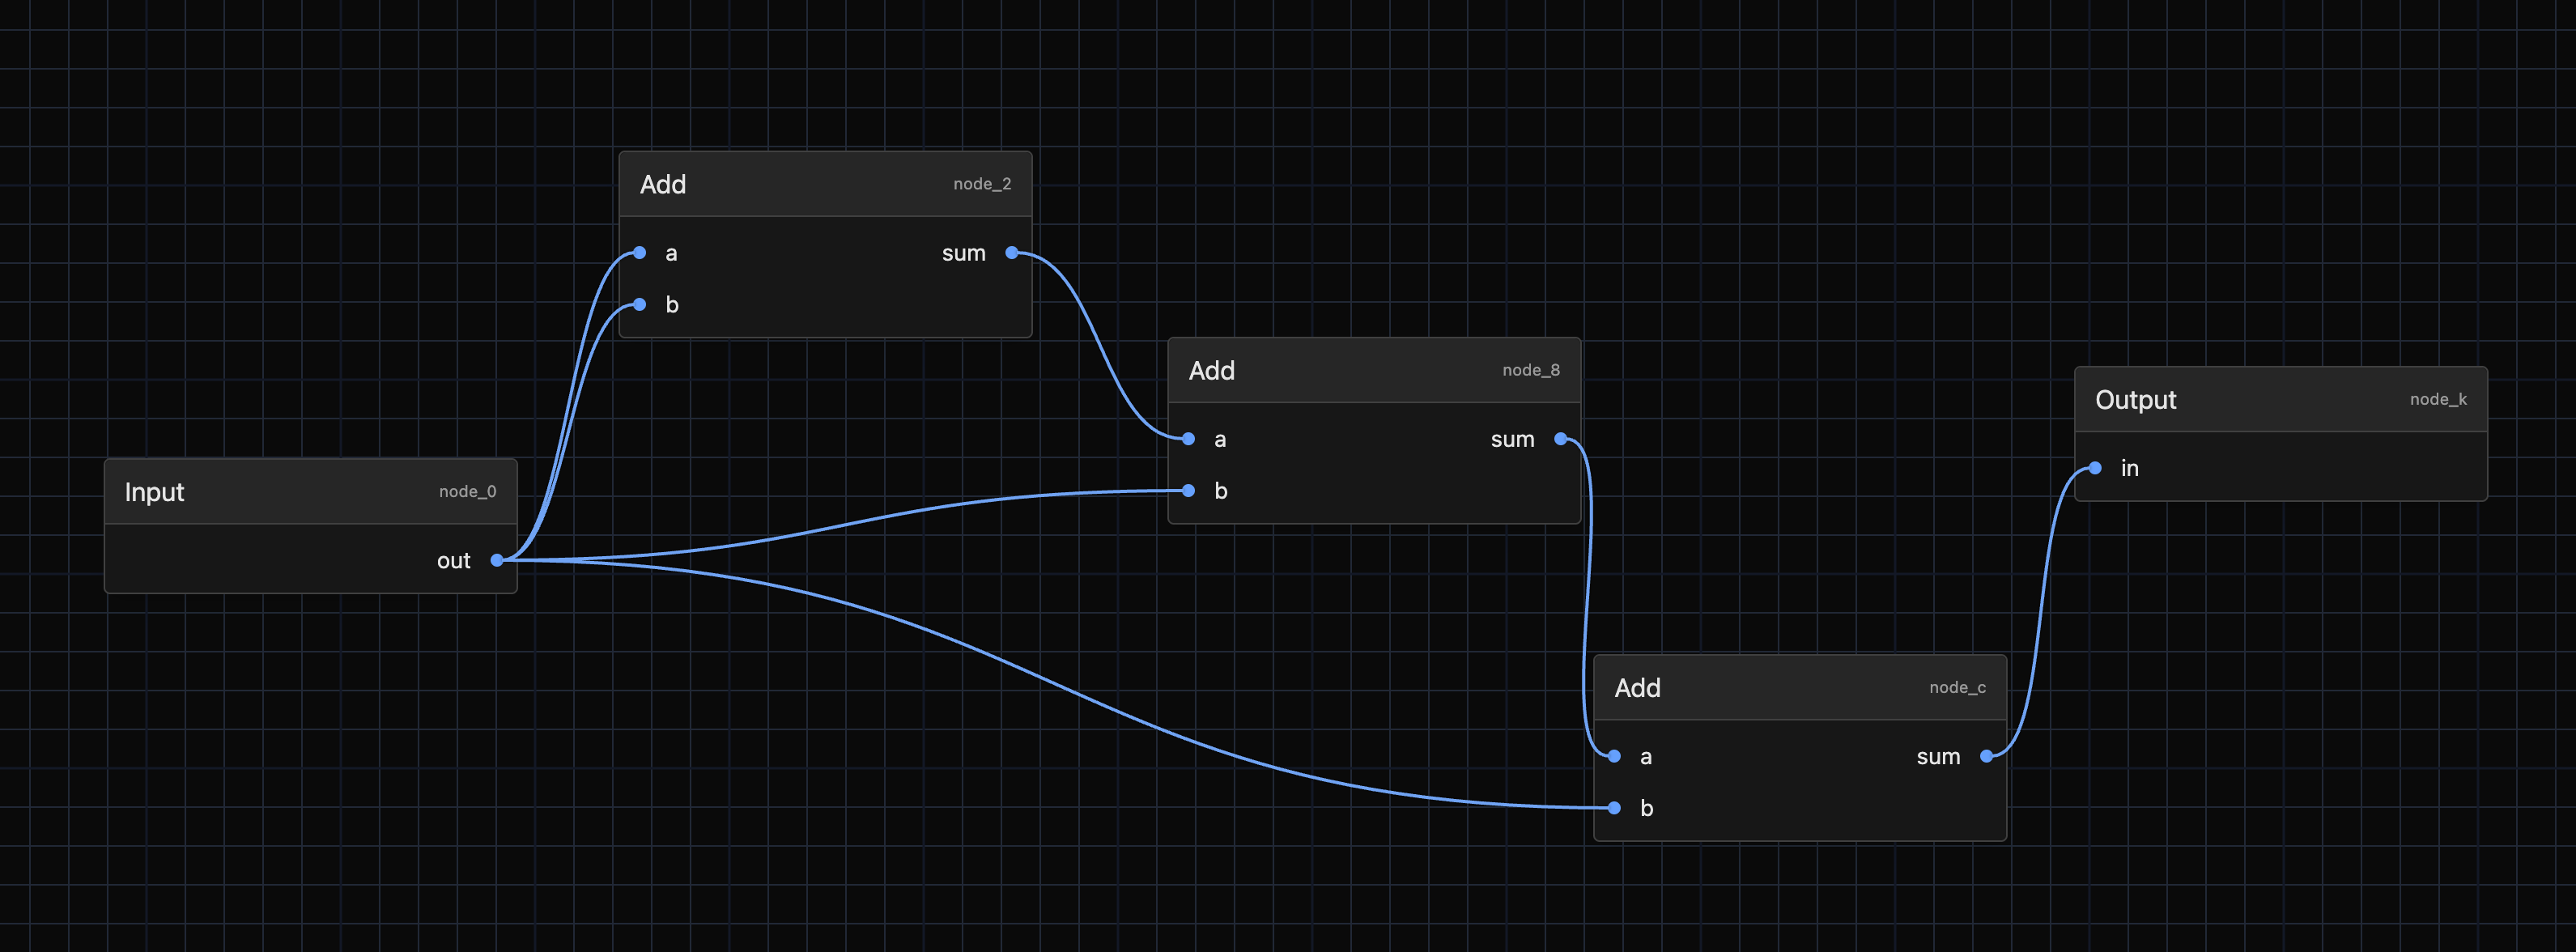 Add node_2
a sum
b
Add node_8
a sum
b
Output node_k
in
Input node_0
out
Add node_c
a sum
b